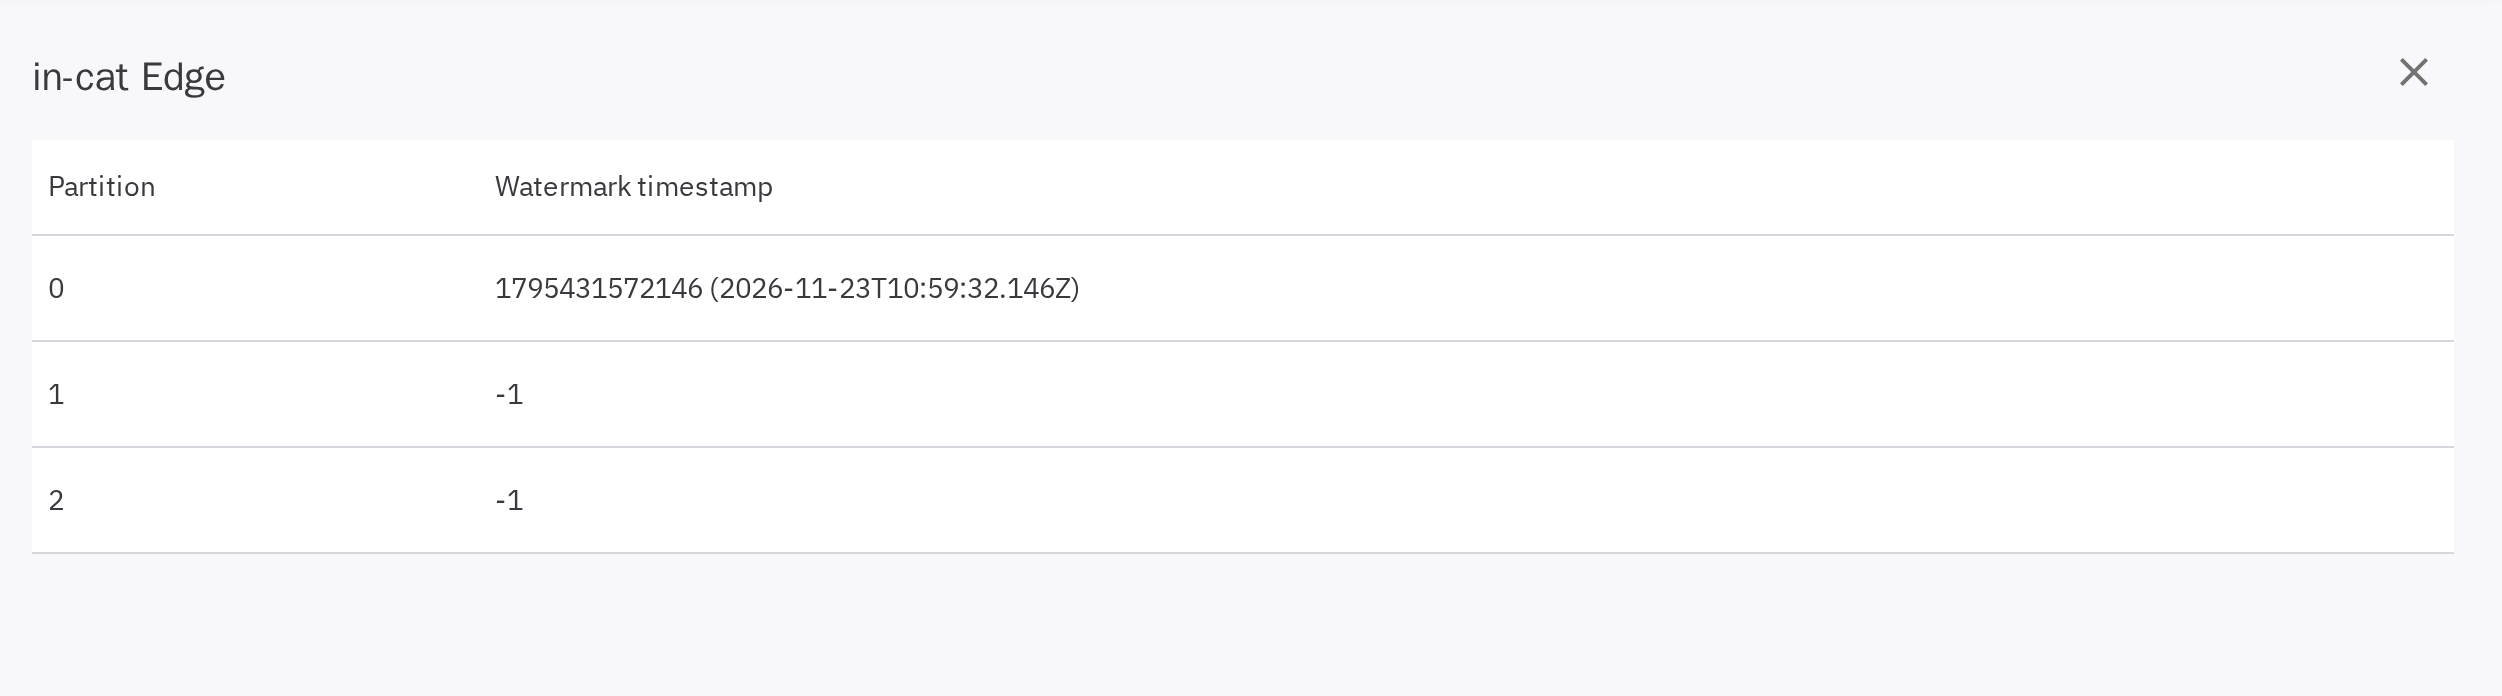 in-cat Edge
Partition Watermark timestamp
0 1795431572146 (2026-11-23T10:59:32.146Z)
1 -1
2 -1